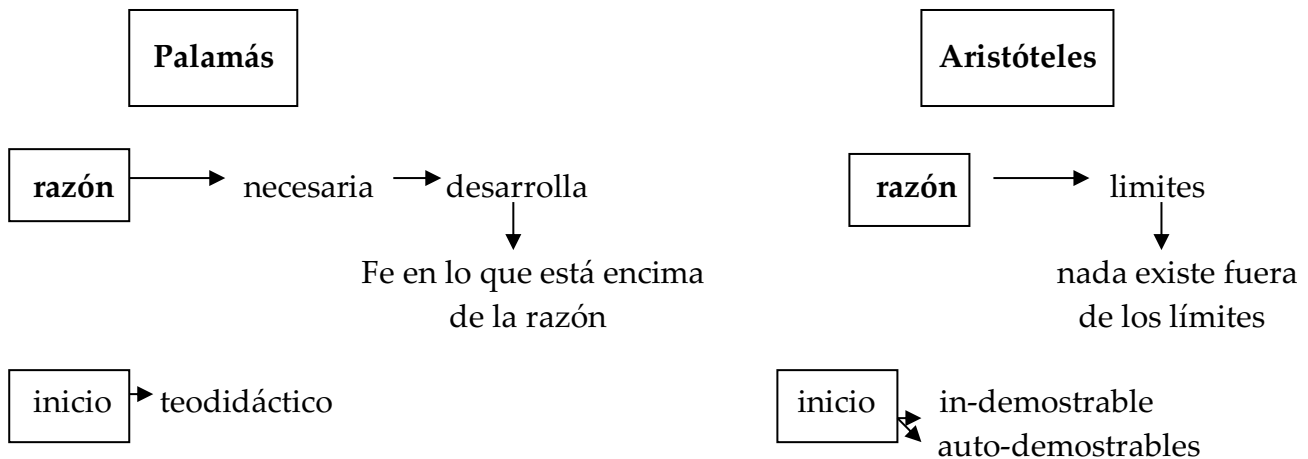 Palamás
Aristóteles
razón necesaria desarrolla
Fe en lo que está encima
de la razón
razón limites
nada existe fuera
de los límites
inicio teodidáctico
inicio in-demostrable
auto-demostrables